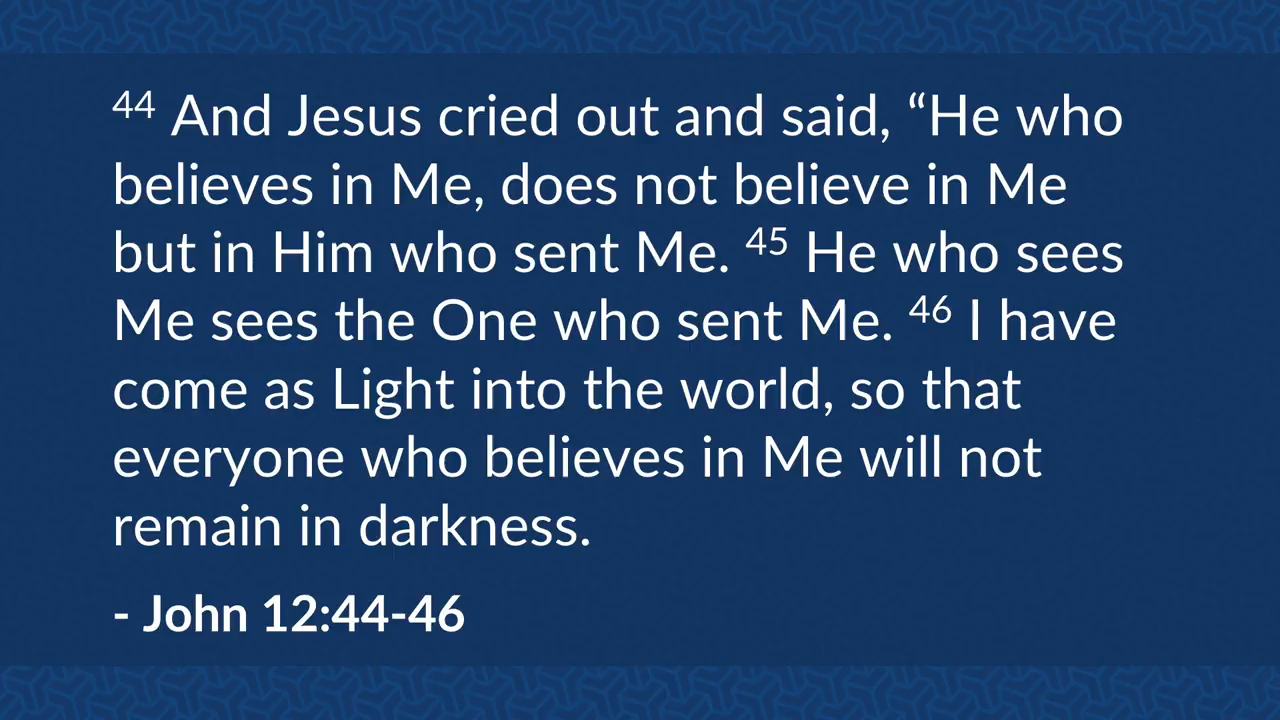 44 And Jesus cried out and said, “He who
believes in Me, does not believe in Me
but in Him who sent Me. 45 He who sees
Me sees the One who sent Me. 46 I have
come as Light into the world, so that
everyone who believes in Me will not
remain in darkness.
- John 12:44-46